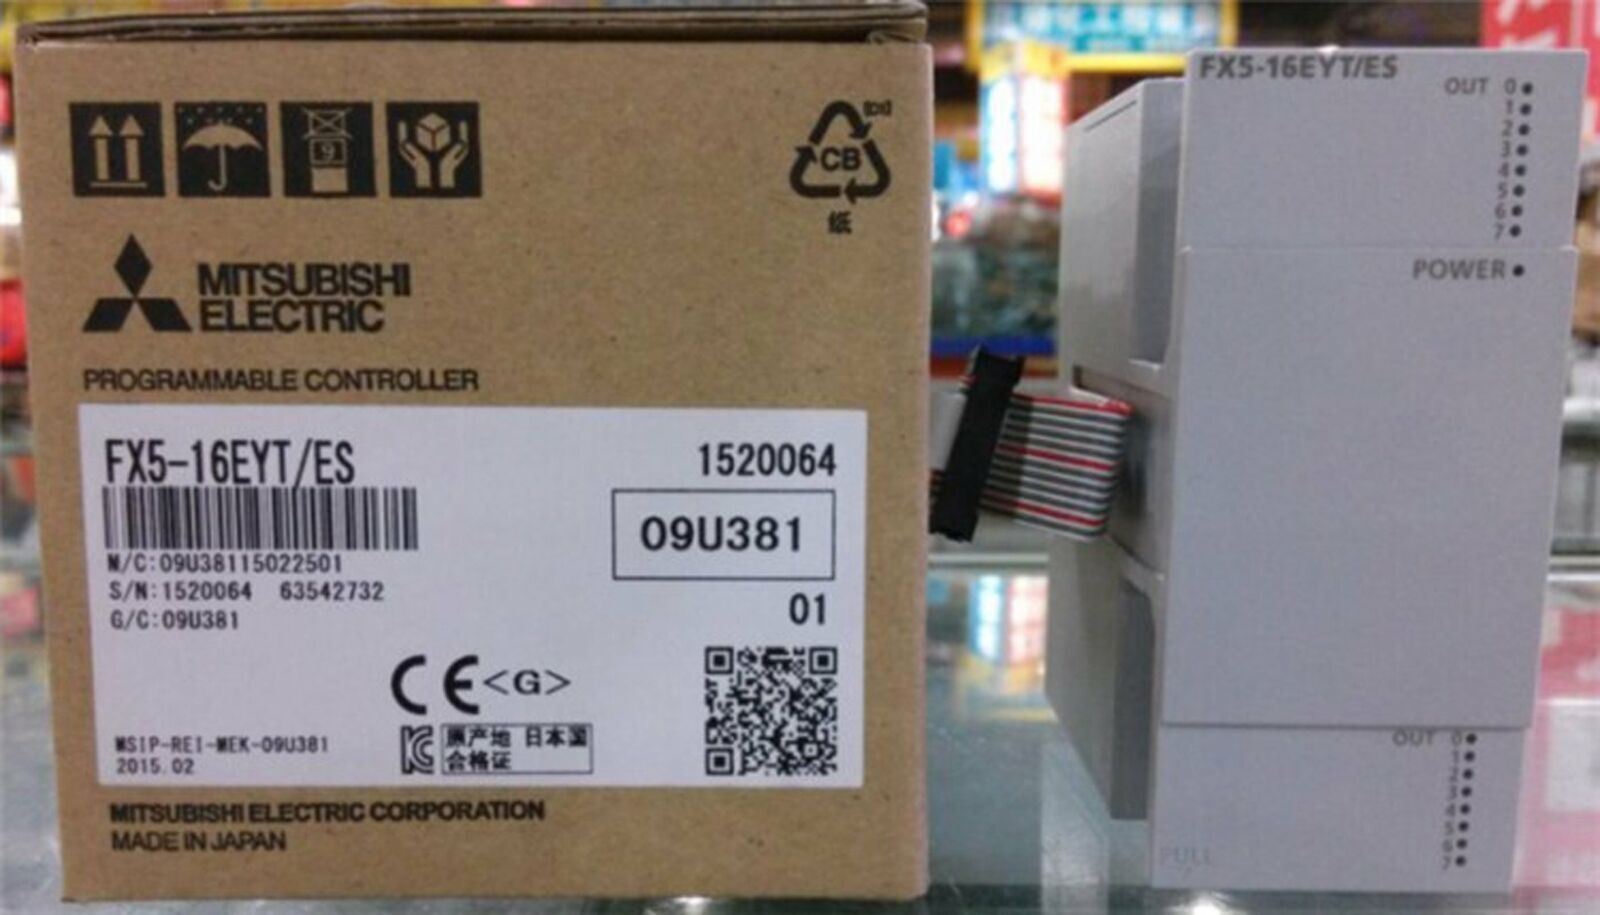 9
CB
纸
MITSUBISHI
ELECTRIC
PROGRAMMABLE CONTROLLER
FX5-16EYT/ES
1520064
09U381
M/C:09U38115022501
S/N:1520064 63542732
G/C:09U381
01
CE<G>
MSIP-REI-MEK-09U381
2015.02
原产地 日本国
合格证
MITSUBISHI ELECTRIC CORPORATION
MADE IN JAPAN
FX5-16EYT/ES
OUT 0
1
2
3
4
5
6
7
POWER
OUT 0
1
2
3
4
5
6
7
PULL